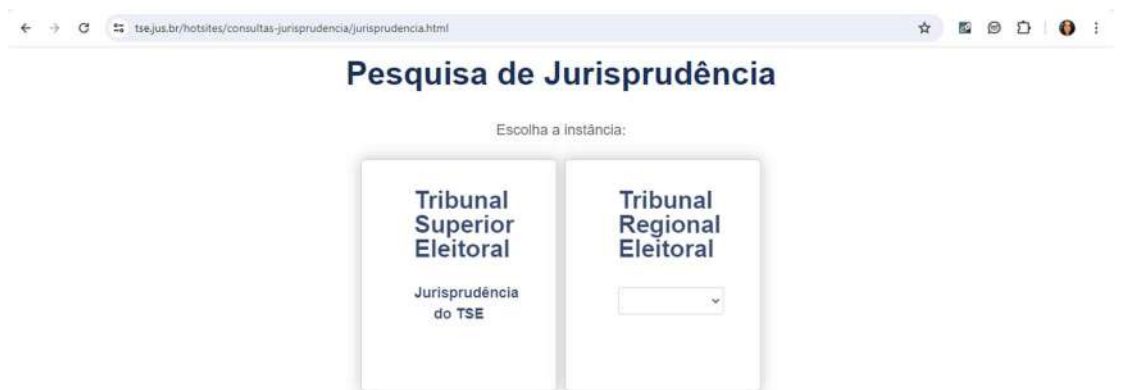 tse.jus.br/hotsites/consultas-jurisprudencia/jurisprudencia.html
Pesquisa de Jurisprudência
Escolha a instância:
Tribunal
Superior
Eleitoral
Jurisprudência
do TSE
Tribunal
Regional
Eleitoral